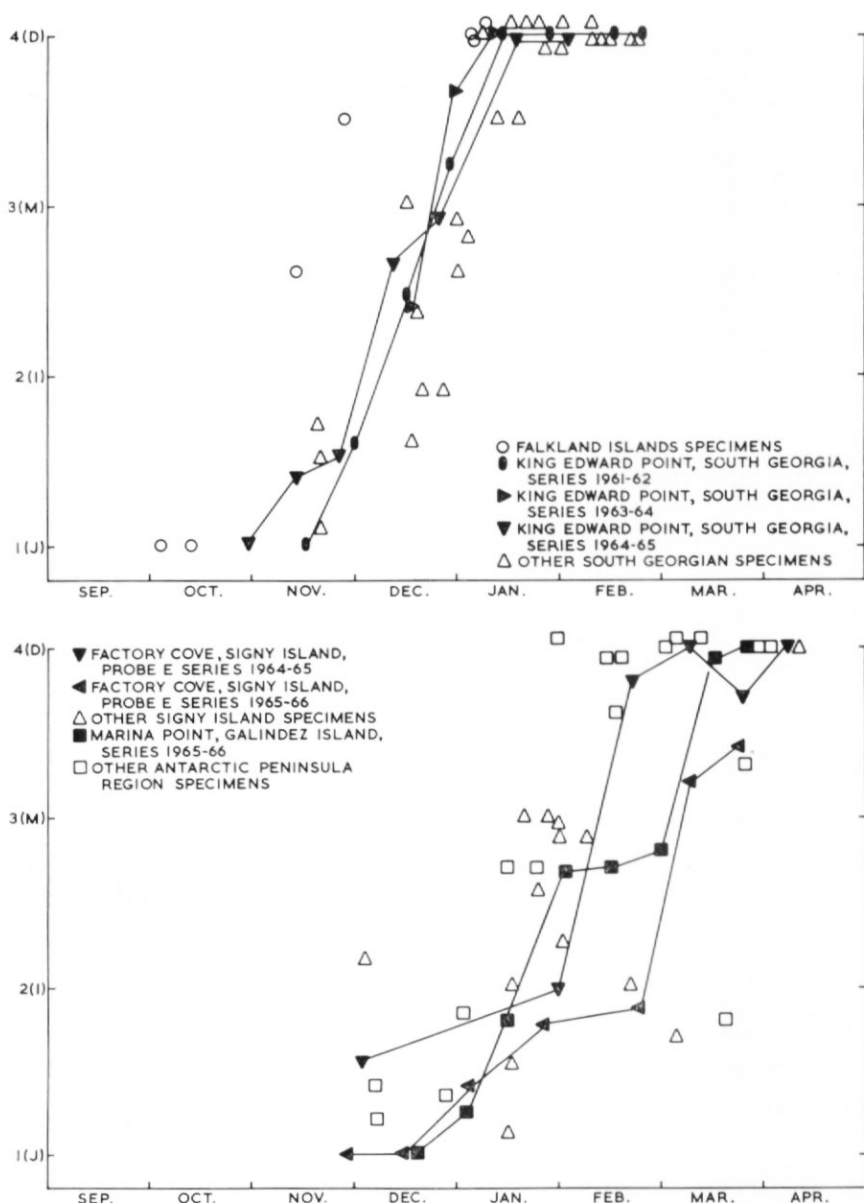 4(D)
3(M)
2(I)
1(J)
○ FALKLAND ISLANDS SPECIMENS
KING EDWARD POINT, SOUTH GEORGIA,
SERIES 1961-62
KING EDWARD POINT, SOUTH GEORGIA,
SERIES 1963-64
KING EDWARD POINT, SOUTH GEORGIA,
SERIES 1964-65
OTHER SOUTH GEORGIAN SPECIMENS
SEP. OCT. NOV. DEC. JAN. FEB. MAR. APR.
4(D)
FACTORY COVE, SIGNY ISLAND,
PROBE E SERIES 1964-65
FACTORY COVE, SIGNY ISLAND,
PROBE E SERIES 1965-66
OTHER SIGNY ISLAND SPECIMENS
MARINA POINT, GALINDEZ ISLAND,
SERIES 1965-66
OTHER ANTARCTIC PENINSULA
REGION SPECIMENS
3(M)
2(I)
1(J)
SEP. OCT. NOV. DEC. JAN. FEB. MAR. APR.